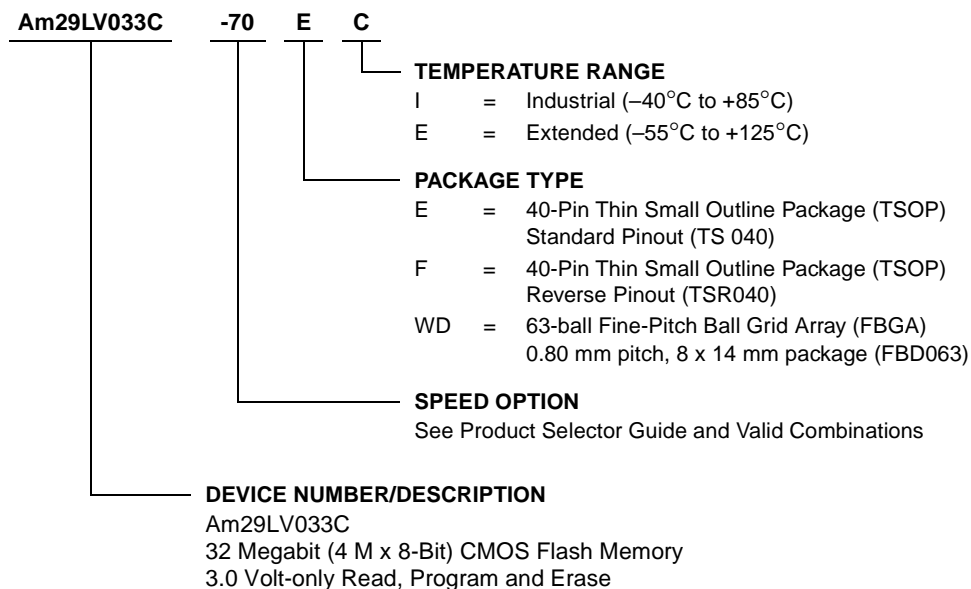 Am29LV033C -70 E C
TEMPERATURE RANGE
I = Industrial (–40°C to +85°C)
E = Extended (–55°C to +125°C)
PACKAGE TYPE
E = 40-Pin Thin Small Outline Package (TSOP)
Standard Pinout (TS 040)
F = 40-Pin Thin Small Outline Package (TSOP)
Reverse Pinout (TSR040)
WD = 63-ball Fine-Pitch Ball Grid Array (FBGA)
0.80 mm pitch, 8 x 14 mm package (FBD063)
SPEED OPTION
See Product Selector Guide and Valid Combinations
DEVICE NUMBER/DESCRIPTION
Am29LV033C
32 Megabit (4 M x 8-Bit) CMOS Flash Memory
3.0 Volt-only Read, Program and Erase